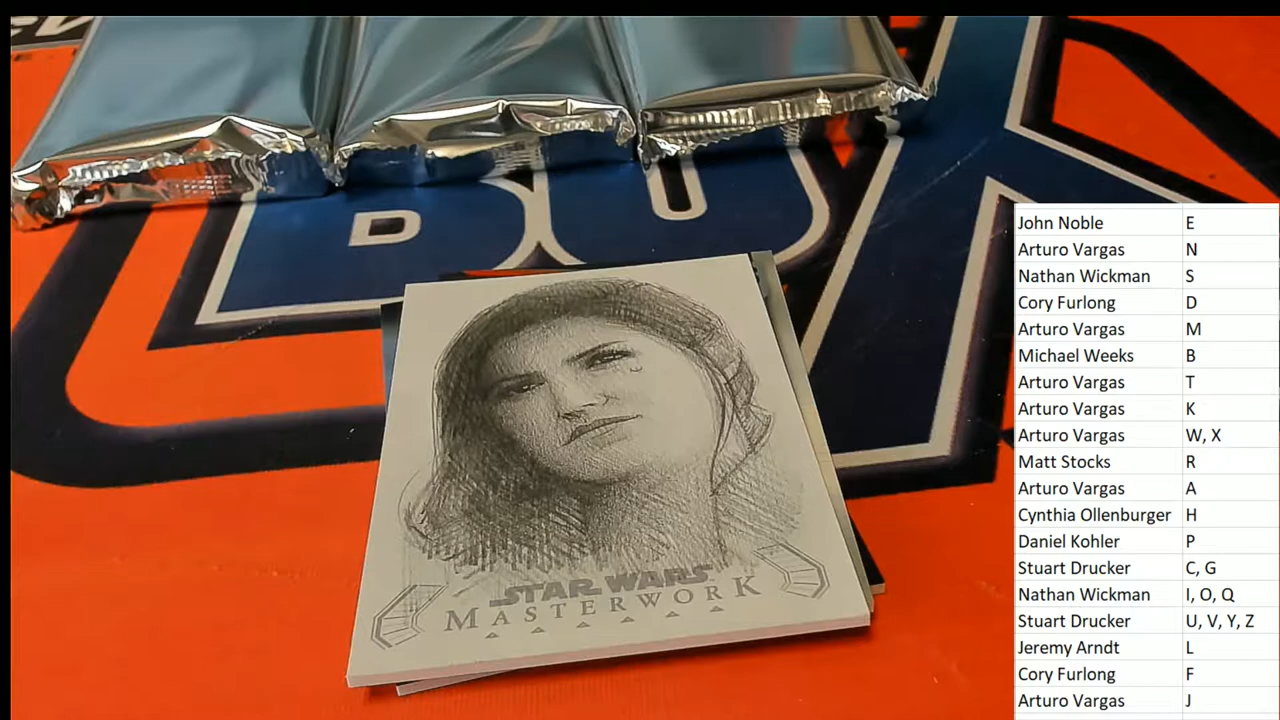 STAR WARS
MASTERWORK
John Noble E
Arturo Vargas N
Nathan Wickman S
Cory Furlong D
Arturo Vargas M
Michael Weeks B
Arturo Vargas T
Arturo Vargas K
Arturo Vargas W, X
Matt Stocks R
Arturo Vargas A
Cynthia Ollenburger H
Daniel Kohler P
Stuart Drucker C, G
Nathan Wickman I, O, Q
Stuart Drucker U, V, Y, Z
Jeremy Arndt L
Cory Furlong F
Arturo Vargas J